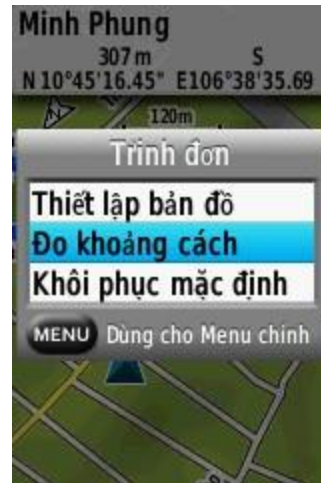 Minh Phung
307 m S
N 10°45'16.45" E106°38'35.69
120m
Trình đơn
Thiết lập bản đồ
Đo khoảng cách
Khôi phục mặc định
MENU Dùng cho Menu chính